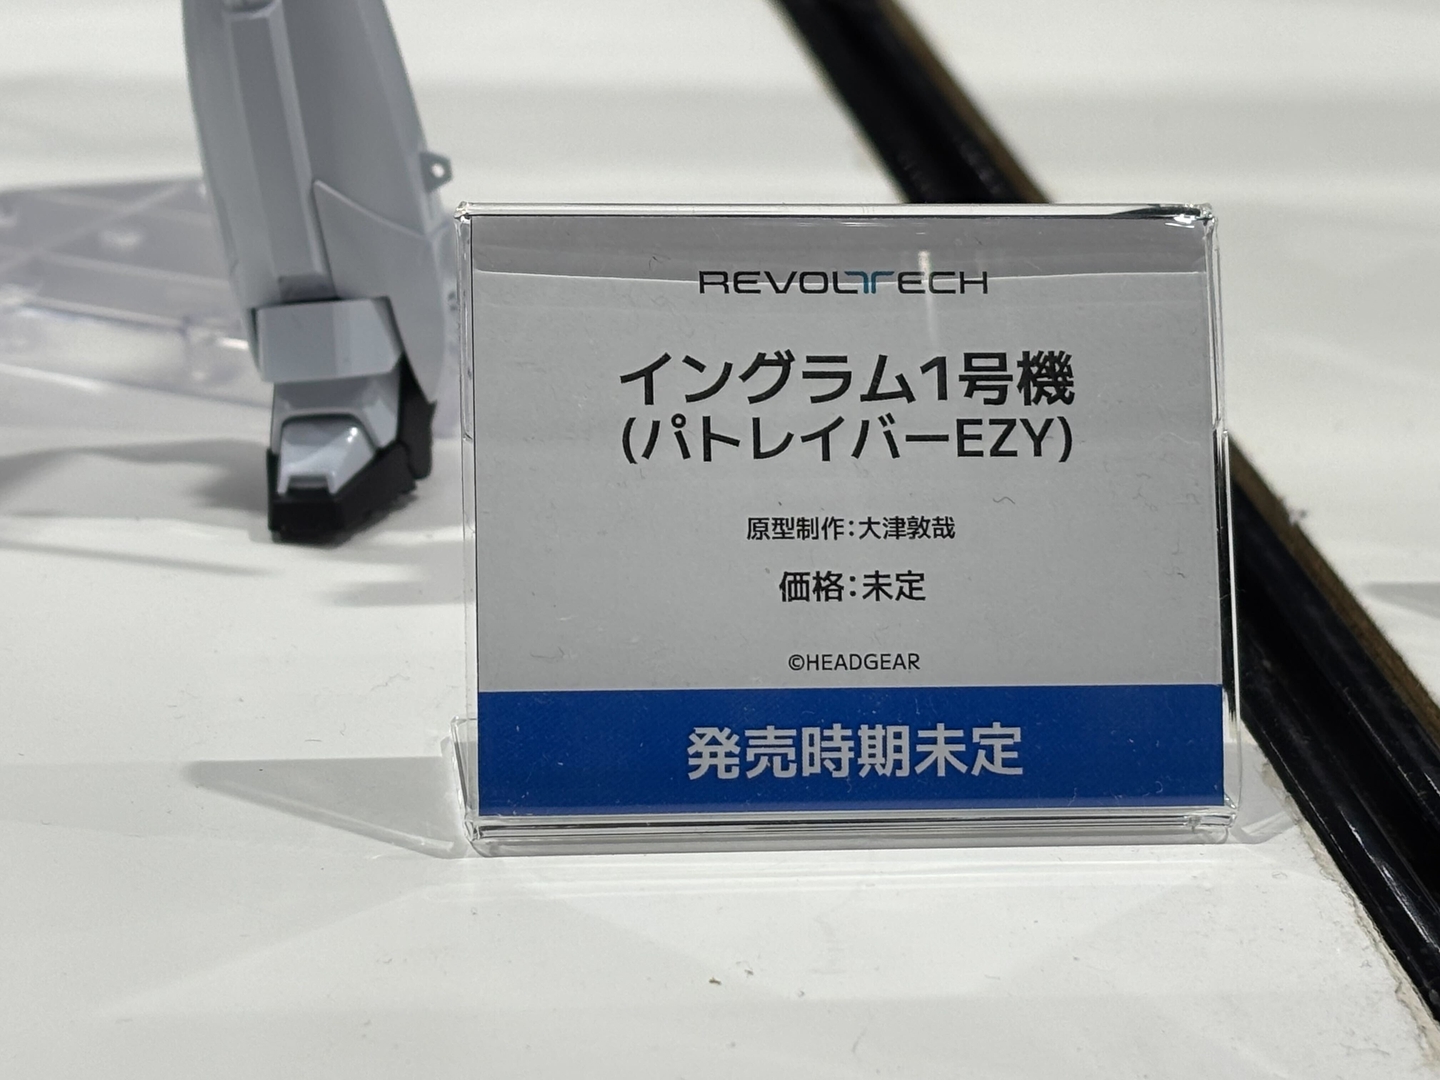 REVOLTECH
イングラム1号機
(パトレイバーEZY)
原型制作:大津敦哉
価格:未定
©HEADGEAR
発売時期未定